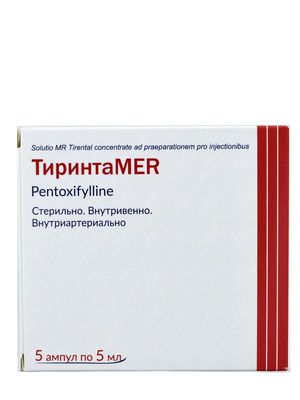 Solutio MR Tirental concentrate ad praeparationem pro injectionibus
ТиринтаMER
Pentoxifylline
Стерильно. Внутривенно.
Внутриартериально
5 ампул по 5 мл